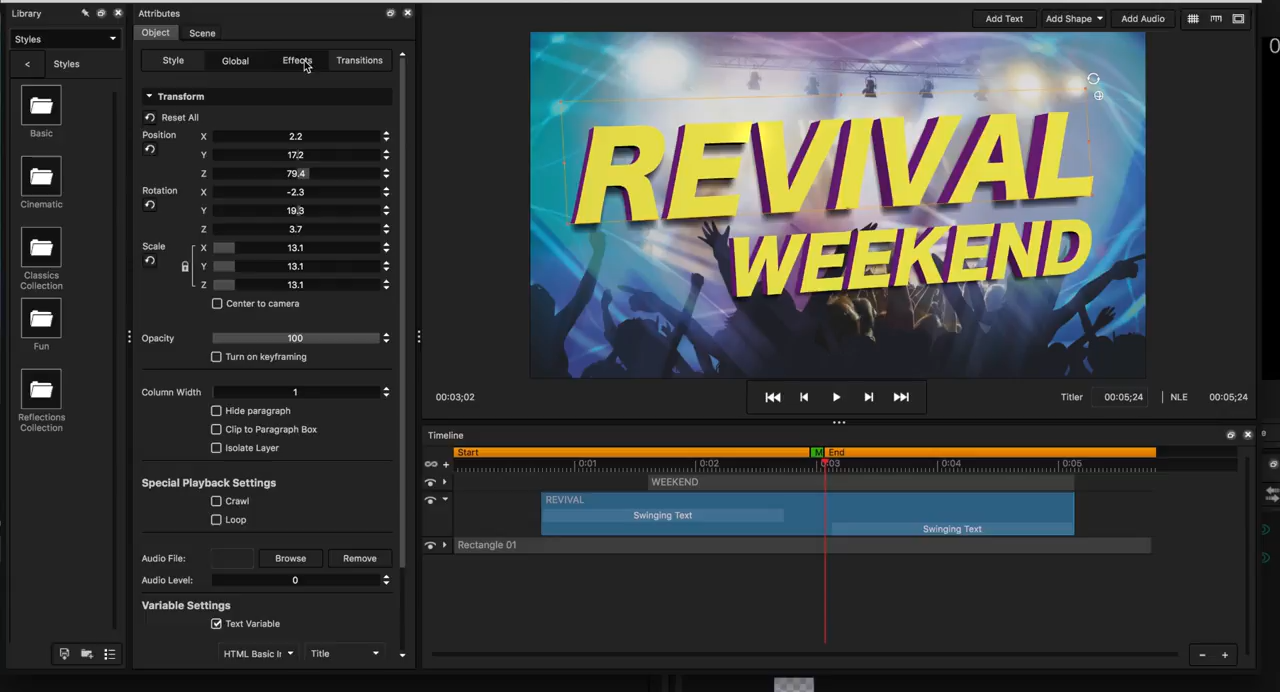 Library
Styles
< Styles
Basic
Cinematic
Classics
Collection
Fun
Reflections
Collection
Attributes
Object Scene
Style Global Effects Transitions
Transform
Reset All
Position X 2.2
Y 17.2
Z 79.4
Rotation X -2.3
Y 19.3
Z 3.7
Scale X 13.1
Y 13.1
Z 13.1
Center to camera
Opacity 100
Turn on keyframing
Column Width 1
Hide paragraph
Clip to Paragraph Box
Isolate Layer
Special Playback Settings
Crawl
Loop
Audio File: Browse Remove
Audio Level: 0
Variable Settings
Text Variable
HTML Basic Ir Title
Add Text Add Shape Add Audio
REVIVAL
WEEKEND
00:03;02
Titler 00:05;24 NLE 00:05;24
Timeline
Start M End
0:01 0:02 0:03 0:04 0:05
WEEKEND
REVIVAL
Swinging Text
Swinging Text
Rectangle 01